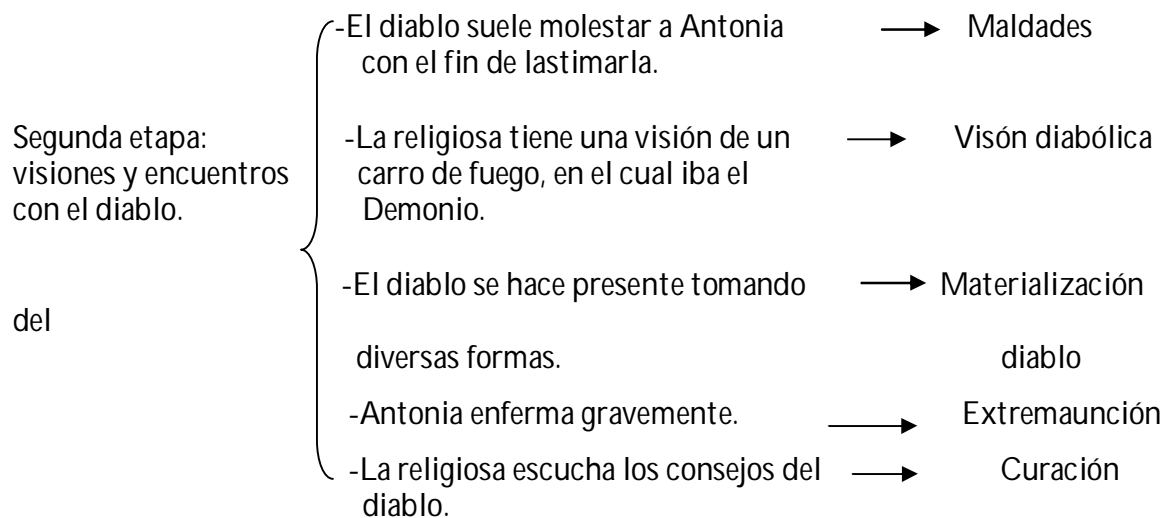 -El diablo suele molestar a Antonia Maldades
con el fin de lastimarla.
Segunda etapa: -La religiosa tiene una visión de un Visón diabólica
visiones y encuentros carro de fuego, en el cual iba el
con el diablo. Demonio.
-El diablo se hace presente tomando Materialización
del
diversas formas. diablo
-Antonia enferma gravemente. Extremaunción
-La religiosa escucha los consejos del Curación
diablo.